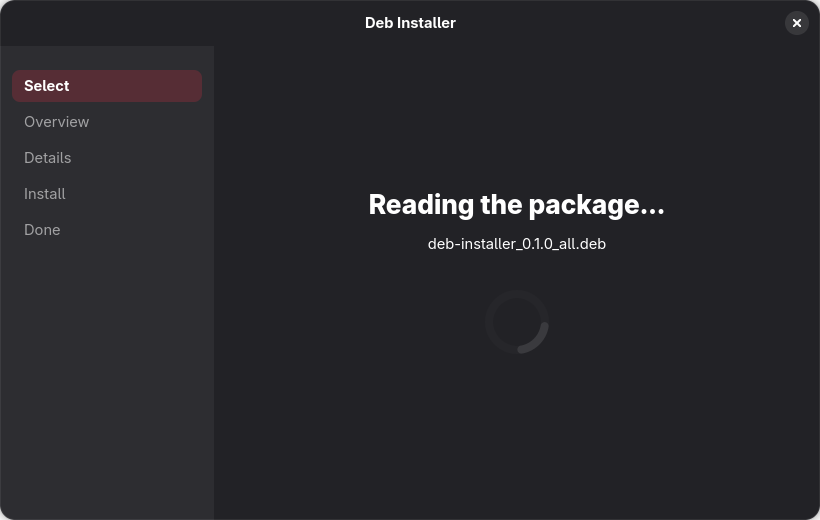 Deb Installer
Select
Overview
Details
Install
Done
Reading the package…
deb-installer_0.1.0_all.deb